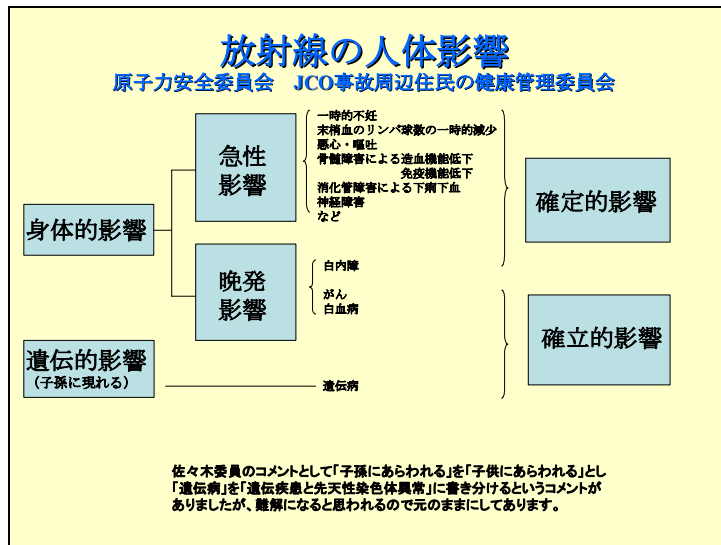 放射線の人体影響
原子力安全委員会　JCO事故周辺住民の健康管理委員会
身体的影響
急性
影響
一時的不妊
末梢血のリンパ球数の一時的減少
悪心・嘔吐
骨髄障害による造血機能低下
免疫機能低下
消化管障害による下痢下血
神経障害
など
確定的影響
晩発
影響
白内障
がん
白血病
確立的影響
遺伝的影響
（子孫に現れる）
遺伝病
佐々木委員のコメントとして「子孫にあらわれる」を「子供にあらわれる」とし
「遺伝病」を「遺伝疾患と先天性染色体異常」に書き分けるというコメントが
ありましたが、難解になると思われるので元のままにしてあります。